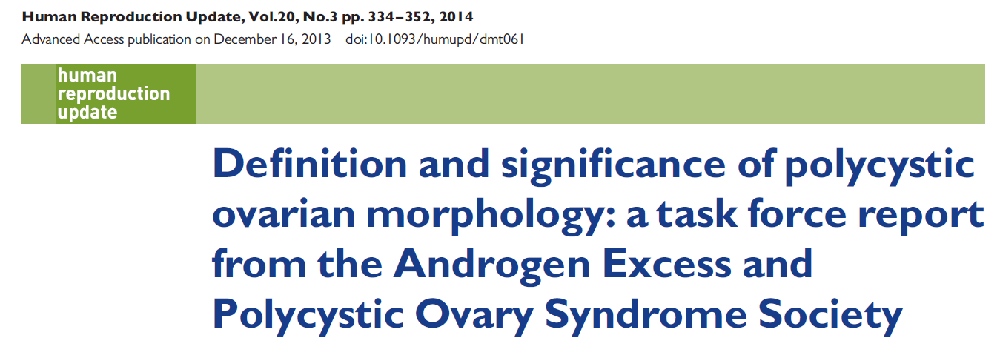 Human Reproduction Update, Vol.20, No.3 pp. 334–352, 2014
Advanced Access publication on December 16, 2013 doi:10.1093/humupd/dmt061
human
reproduction
update
Definition and significance of polycystic
ovarian morphology: a task force report
from the Androgen Excess and
Polycystic Ovary Syndrome Society